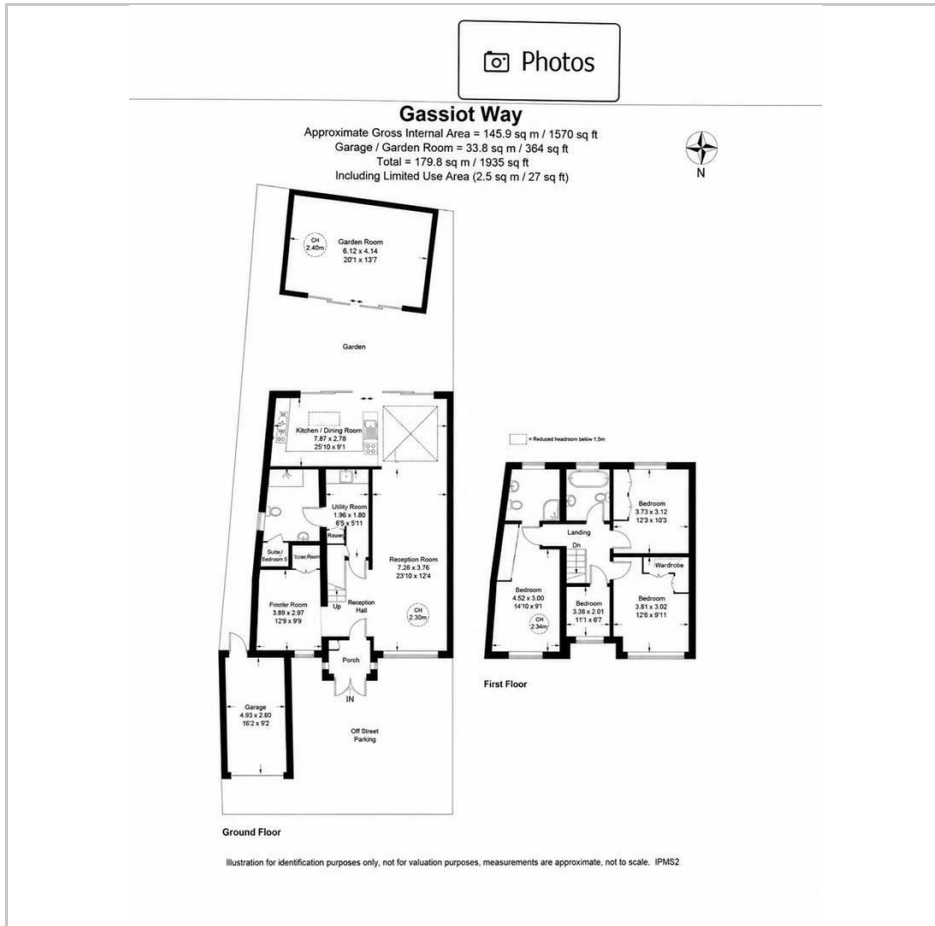 Photos
Gassiot Way
Approximate Gross Internal Area = 145.9 sq m / 1570 sq ft
Garage / Garden Room = 33.8 sq m / 364 sq ft
Total = 179.8 sq m / 1935 sq ft
Including Limited Use Area (2.5 sq m / 27 sq ft)
N
CH
2.40m
Garden Room
6.12 x 4.14
20'1 x 13'7
Garden
Kitchen / Dining Room
7.87 x 2.78
25'10 x 9'1
Utility Room
1.96 x 1.80
6'5 x 5'11
Suite /
Bedroom 5
Reception Room
7.26 x 3.76
23'10 x 12'4
3.89 x 2.97
12'9 x 9'9
Up
Reception
Hall
CH
2.30m
Porch
IN
Garage
4.93 x 2.80
16'2 x 9'2
Off Street
Parking
Ground Floor
= Reduced headroom below 1.5m
Bedroom
3.73 x 3.12
12'3 x 10'3
Landing
Dn
Wardrobe
Bedroom
4.52 x 3.00
14'10 x 9'1
CH
2.34m
Bedroom
3.38 x 2.01
11'1 x 6'7
Bedroom
3.81 x 3.02
12'6 x 9'11
First Floor
Illustration for identification purposes only, not for valuation purposes, measurements are approximate, not to scale. IPMS2